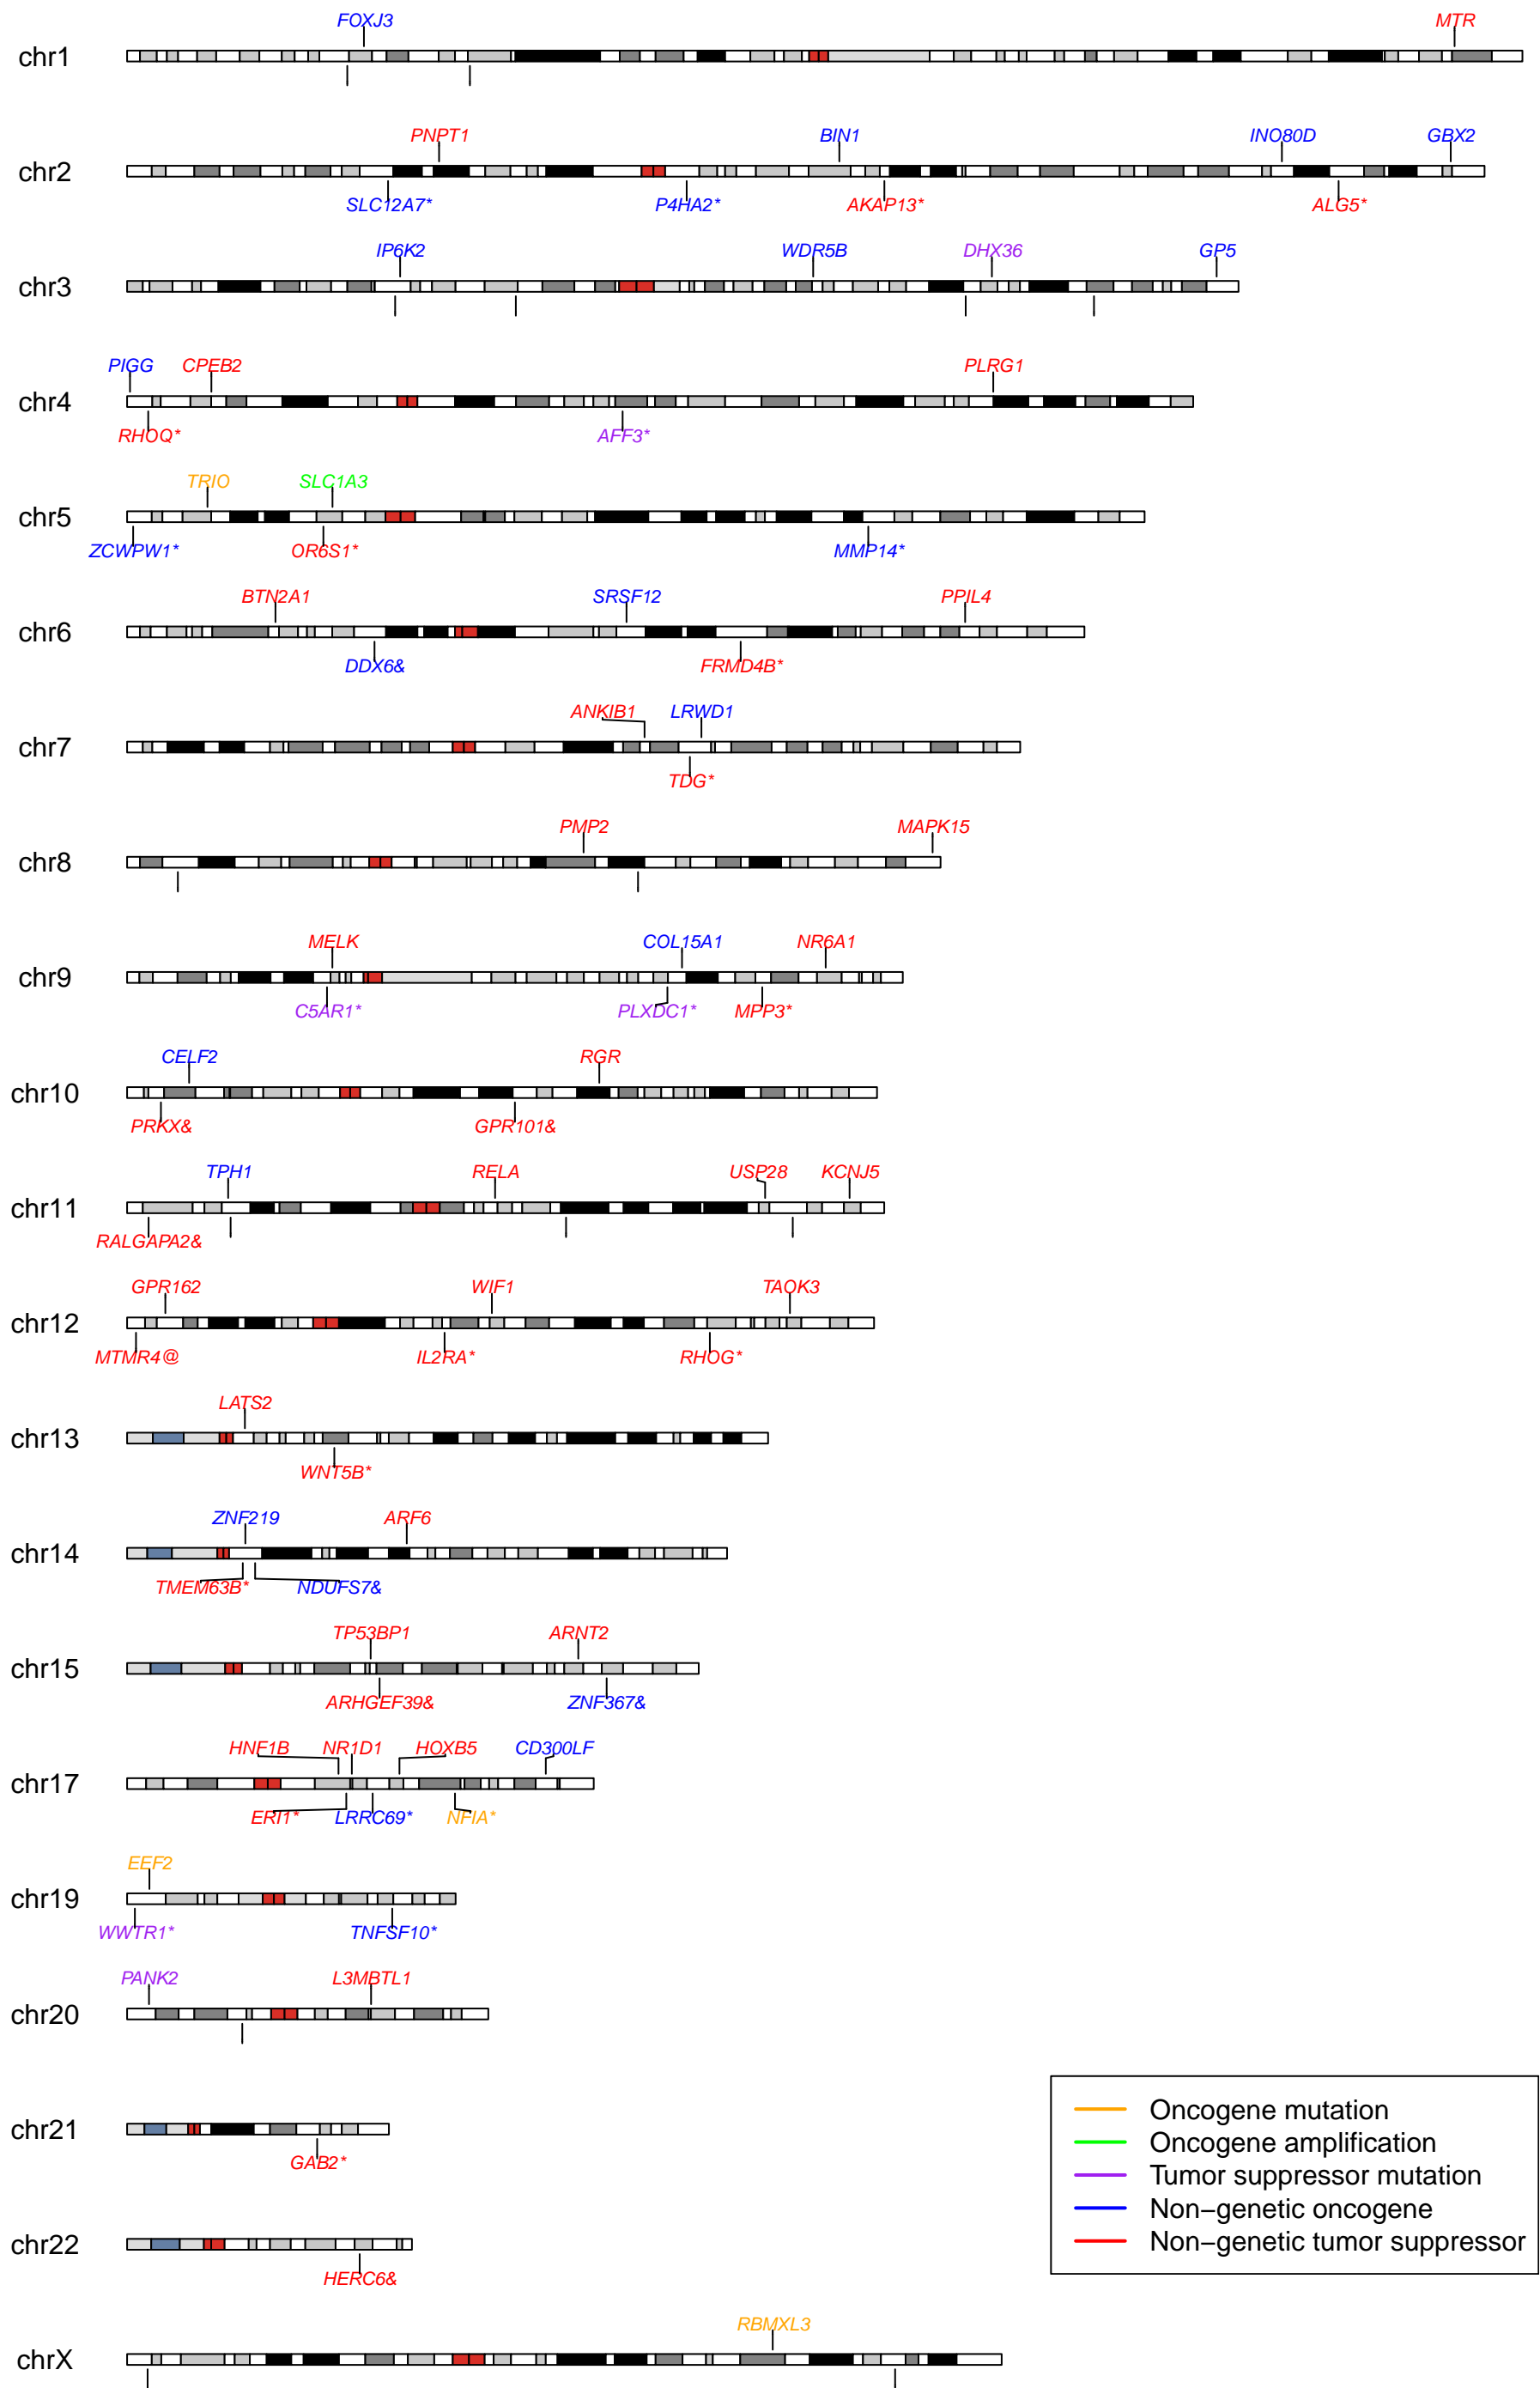 FOXJ3 MTR
chr1
PNPT1 BIN1 INO80D GBX2
chr2
SLC12A7* P4HA2* AKAP13* ALG5*
IP6K2 WDR5B DHX36 GP5
chr3
PIGG CPEB2 PLRG1
chr4
RHOQ* AFF3*
TRIO SLC1A3
chr5
ZCWPW1* OR6S1* MMP14*
BTN2A1 SRSF12 PPIL4
chr6
DDX6& FRMD4B*
ANKIB1 LRWD1
chr7
TDG*
PMP2 MAPK15
chr8
MELK COL15A1 NR6A1
chr9
C5AR1* PLXDC1* MPP3*
CELF2 RGR
chr10
PRKX& GPR101&
TPH1 RELA USP28 KCNJ5
chr11
RALGAPA2&
GPR162 WIF1 TAOK3
chr12
MTMR4@ IL2RA* RHOG*
LATS2
chr13
WNT5B*
ZNF219 ARF6
chr14
TMEM63B* NDUFS7&
TP53BP1 ARNT2
chr15
ARHGEF39& ZNF367&
HNF1B NR1D1 HOXB5 CD300LF
chr17
ERI1* LRRC69* NFIA*
EEF2
chr19
WWTR1* TNFSF10*
PANK2 L3MBTL1
chr20
chr21
GAB2*
chr22
HERC6&
RBMXL3
chrX
Oncogene mutation
Oncogene amplification
Tumor suppressor mutation
Non−genetic oncogene
Non−genetic tumor suppressor